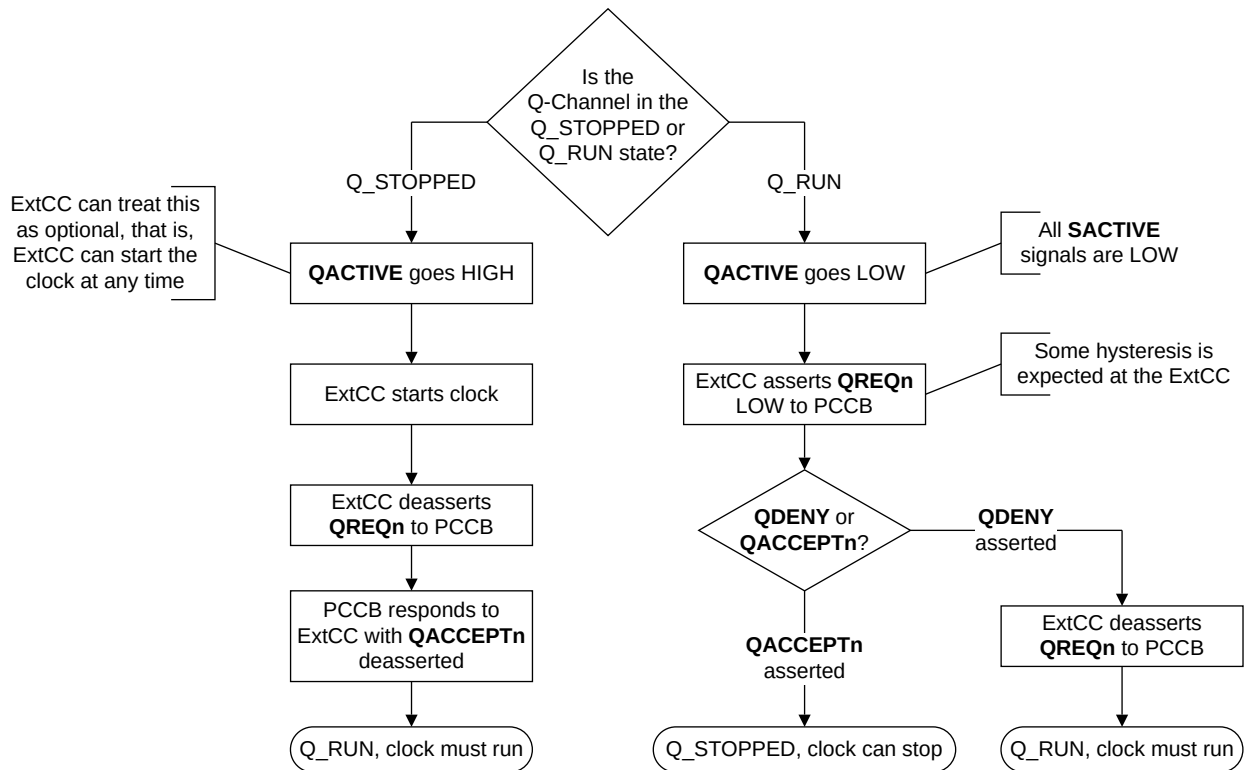 Is the
Q-Channel in the
Q_STOPPED or
Q_RUN state?
Q_STOPPED
Q_RUN
ExtCC can treat this
as optional, that is,
ExtCC can start the
clock at any time
QACTIVE goes HIGH
QACTIVE goes LOW
All SACTIVE
signals are LOW
ExtCC starts clock
ExtCC asserts QREQn
LOW to PCCB
Some hysteresis is
expected at the ExtCC
ExtCC deasserts
QREQn to PCCB
QDENY or
QACCEPTn?
QDENY
asserted
PCCB responds to
ExtCC with QACCEPTn
deasserted
QACCEPTn
asserted
ExtCC deasserts
QREQn to PCCB
Q_RUN, clock must run
Q_STOPPED, clock can stop
Q_RUN, clock must run